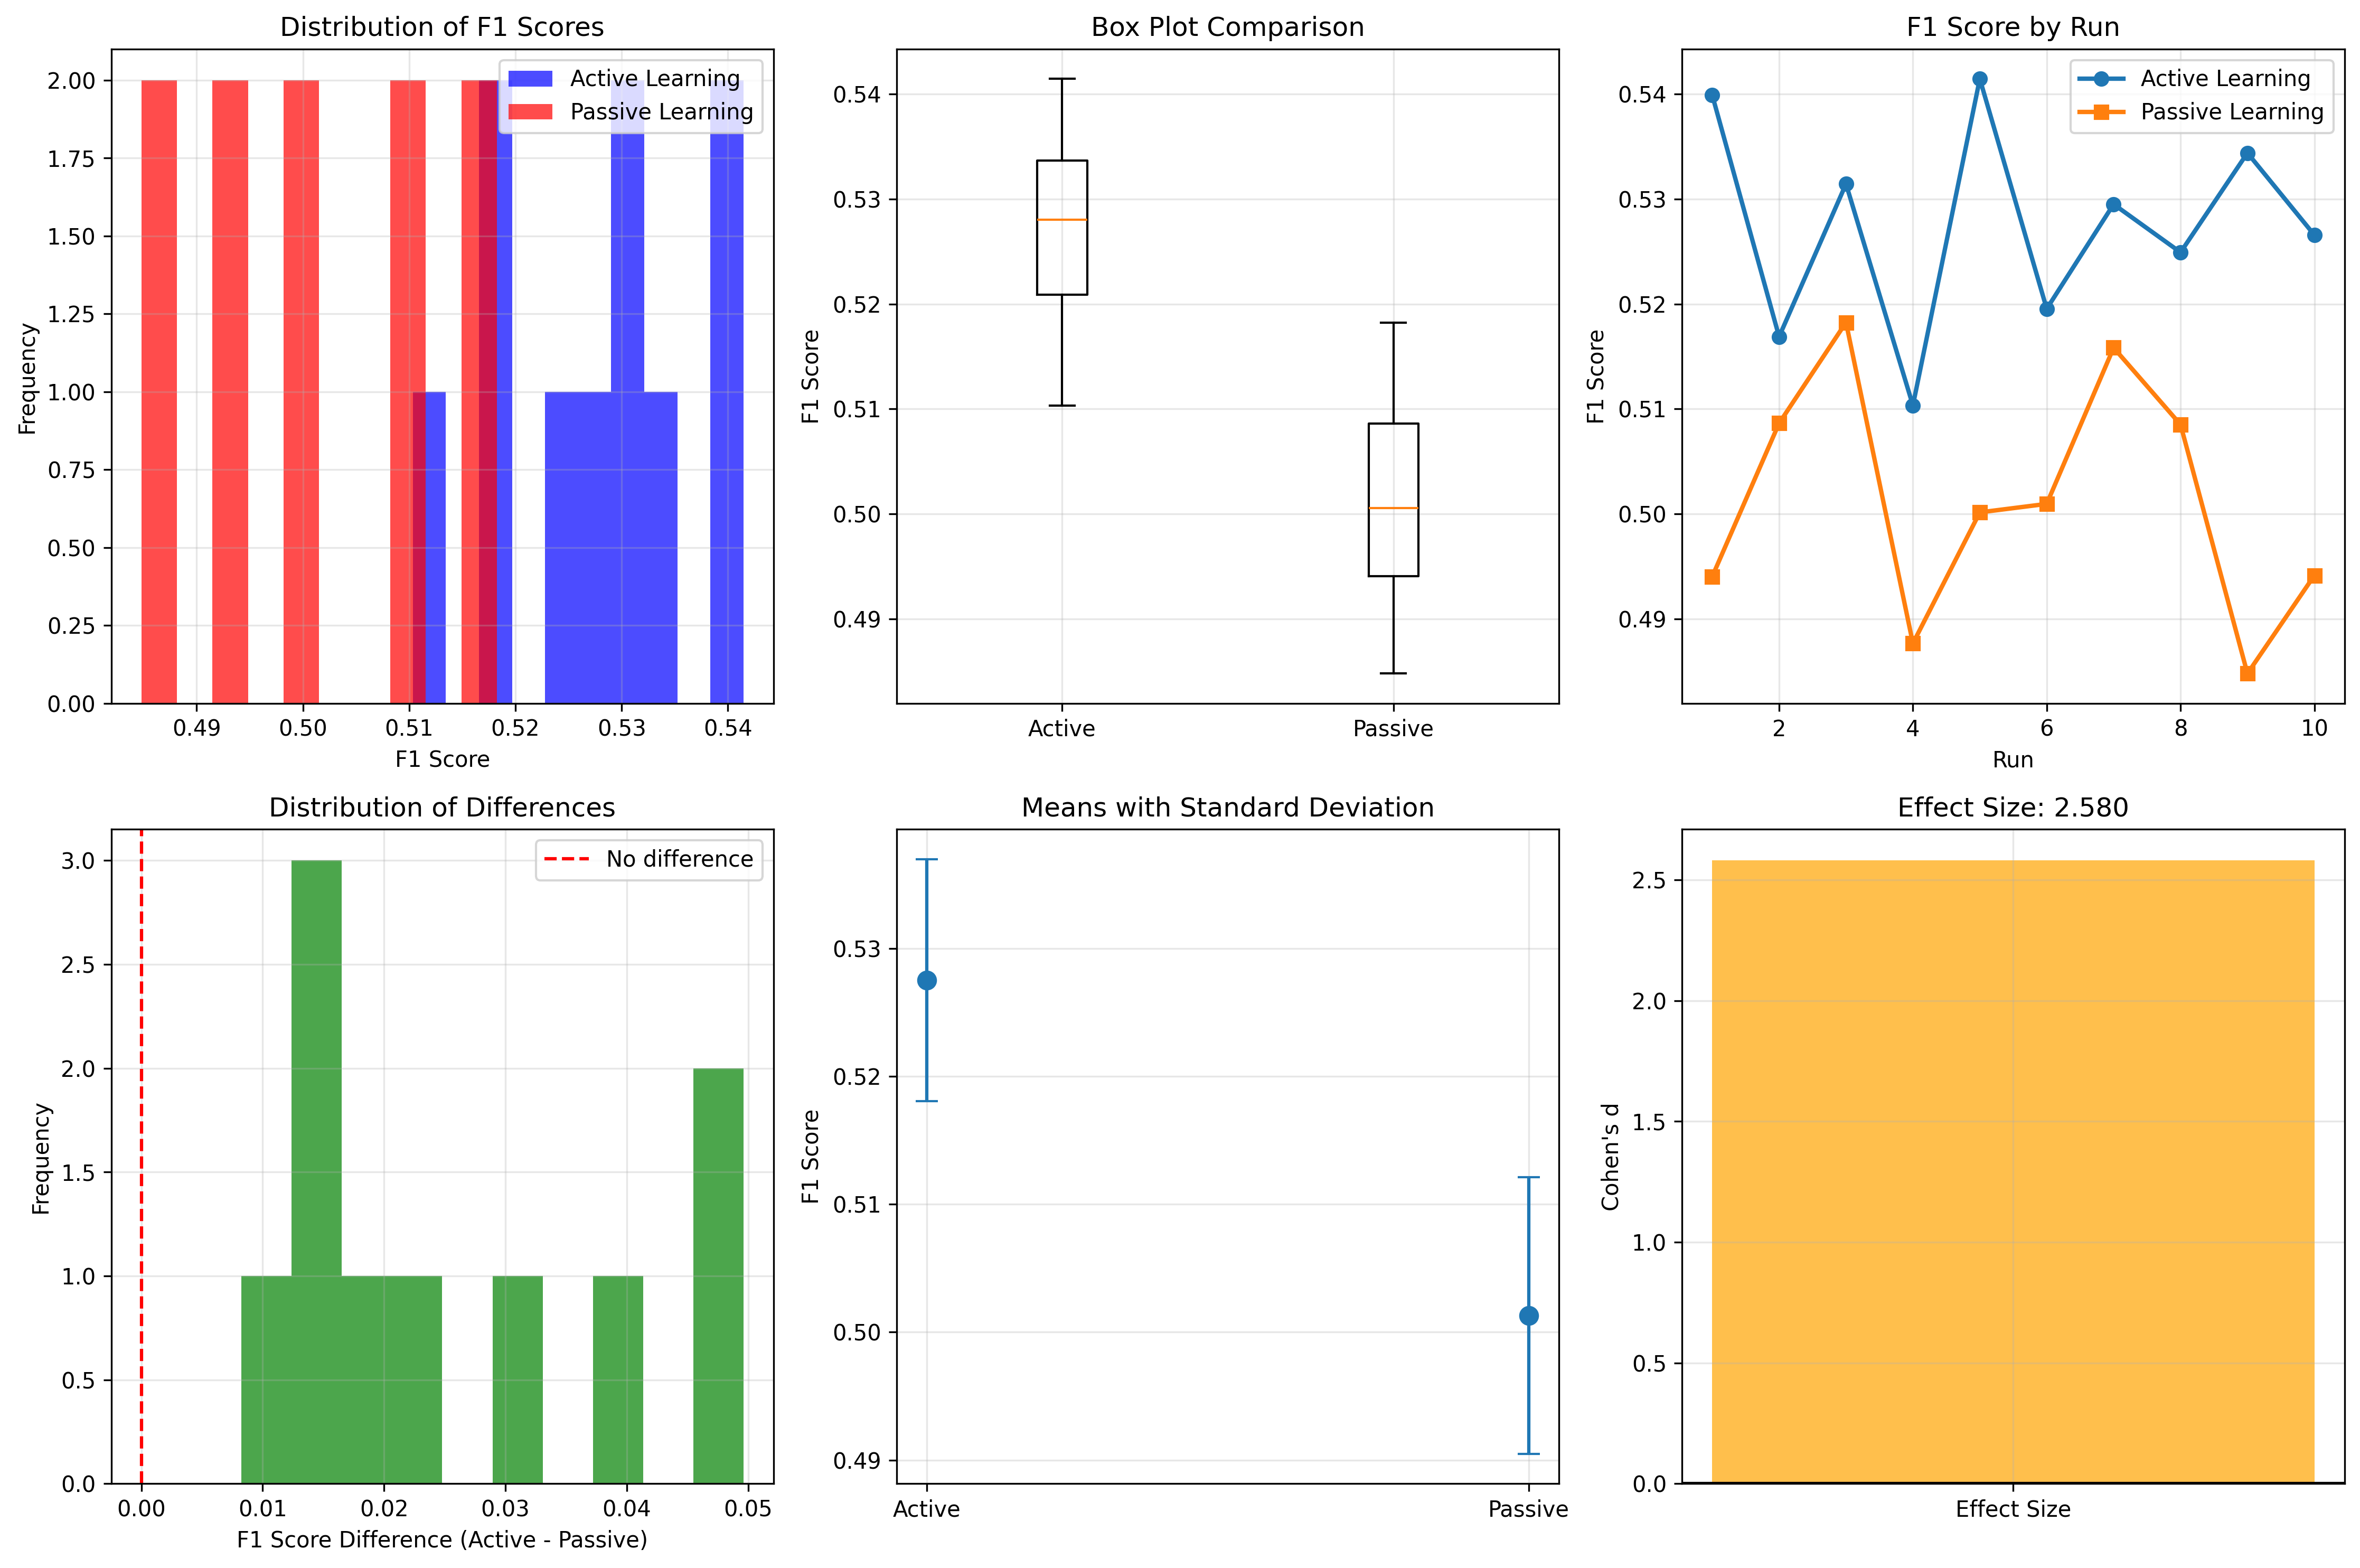 Distribution of F1 Scores
Active Learning
Passive Learning
Frequency
2.00
1.75
1.50
1.25
1.00
0.75
0.50
0.25
0.00
0.49 0.50 0.51 0.52 0.53 0.54
F1 Score
Box Plot Comparison
F1 Score
0.54
0.53
0.52
0.51
0.50
0.49
Active Passive
F1 Score by Run
Active Learning
Passive Learning
F1 Score
0.54
0.53
0.52
0.51
0.50
0.49
2 4 6 8 10
Run
Distribution of Differences
No difference
Frequency
3.0
2.5
2.0
1.5
1.0
0.5
0.0
0.00 0.01 0.02 0.03 0.04 0.05
F1 Score Difference (Active - Passive)
Means with Standard Deviation
F1 Score
0.53
0.52
0.51
0.50
0.49
Active Passive
Effect Size: 2.580
Cohen's d
2.5
2.0
1.5
1.0
0.5
0.0
Effect Size